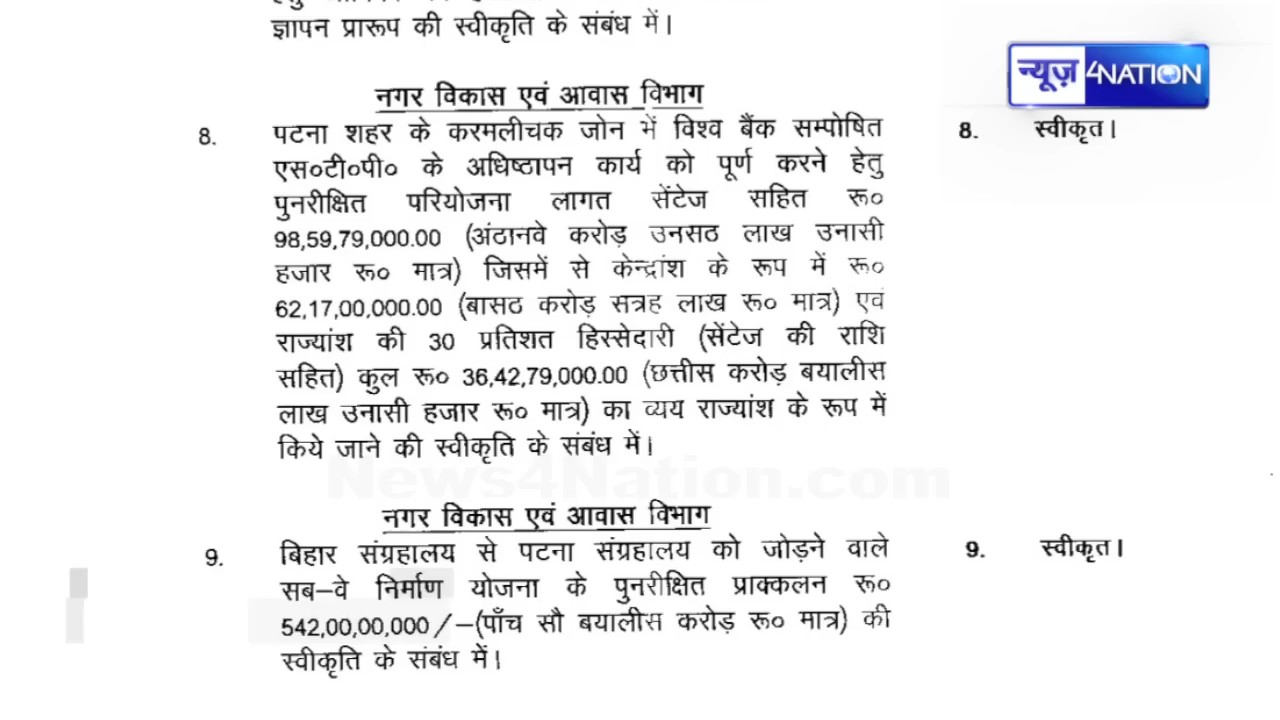 ज्ञापन प्रारूप की स्वीकृति के संबंध में।
न्यूज़ 4NATION
नगर विकास एवं आवास विभाग
8. पटना शहर के करमलीचक जोन में विश्व बैंक सम्पोषित 8. स्वीकृत।
एस०टी०पी० के अधिष्ठापन कार्य को पूर्ण करने हेतु
पुनरीक्षित परियोजना लागत सेंटेज सहित रू०
98,59,79,000.00 (अंठानवे करोड़ उनसठ लाख उनासी
हजार रू० मात्र) जिसमें से केन्द्रांश के रूप में रू०
62,17,00,000.00 (बासठ करोड़ सत्रह लाख रू० मात्र) एवं
राज्यांश की 30 प्रतिशत हिस्सेदारी (सेंटेज की राशि
सहित) कुल रू० 36,42,79,000.00 (छत्तीस करोड़ बयालीस
लाख उनासी हजार रू० मात्र) का व्यय राज्यांश के रूप में
किये जाने की स्वीकृति के संबंध में।
News4Nation.com
नगर विकास एवं आवास विभाग
9. बिहार संग्रहालय से पटना संग्रहालय को जोड़ने वाले 9. स्वीकृत।
सब–वे निर्माण योजना के पुनरीक्षित प्राक्कलन रू०
542,00,00,000/–(पाँच सौ बयालीस करोड़ रू० मात्र) की
स्वीकृति के संबंध में।